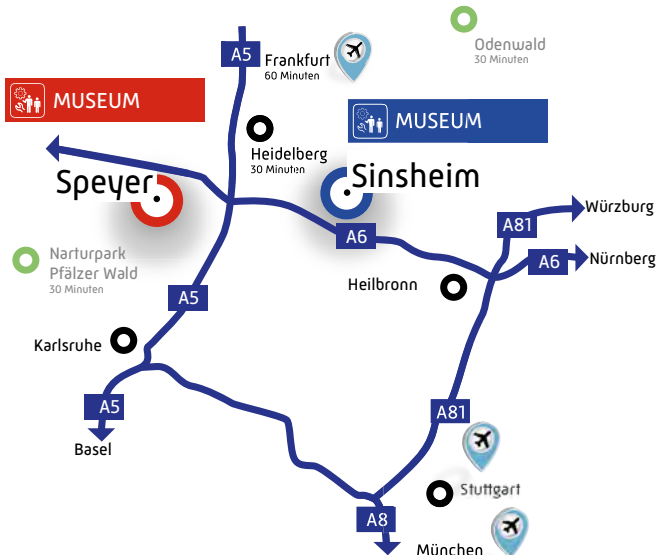 A5
Frankfurt
60 Minuten
Odenwald
30 Minuten
MUSEUM
MUSEUM
Heidelberg
30 Minuten
Speyer
Sinsheim
Würzburg
A81
A6
A6
Nürnberg
Narturpark
Pfälzer Wald
30 Minuten
Heilbronn
A5
Karlsruhe
A5
A81
Basel
Stuttgart
A8
München